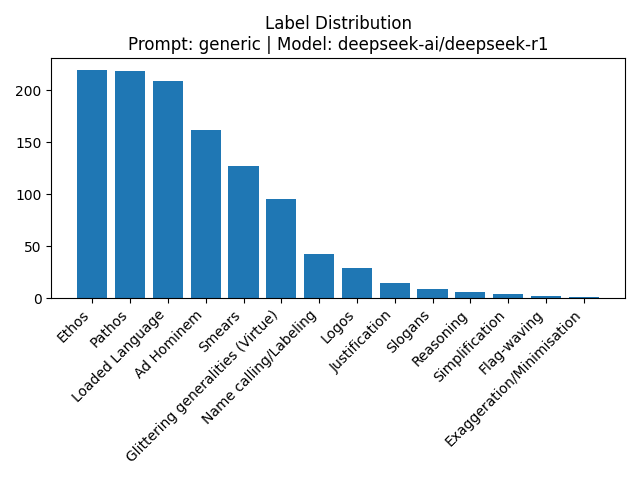 Label Distribution
Prompt: generic | Model: deepseek-ai/deepseek-r1
200
150
100
50
0
Ethos
Pathos
Loaded Language
Ad Hominem
Smears
Glittering generalities (Virtue)
Name calling/Labeling
Logos
Justification
Slogans
Reasoning
Simplification
Flag-waving
Exaggeration/Minimisation